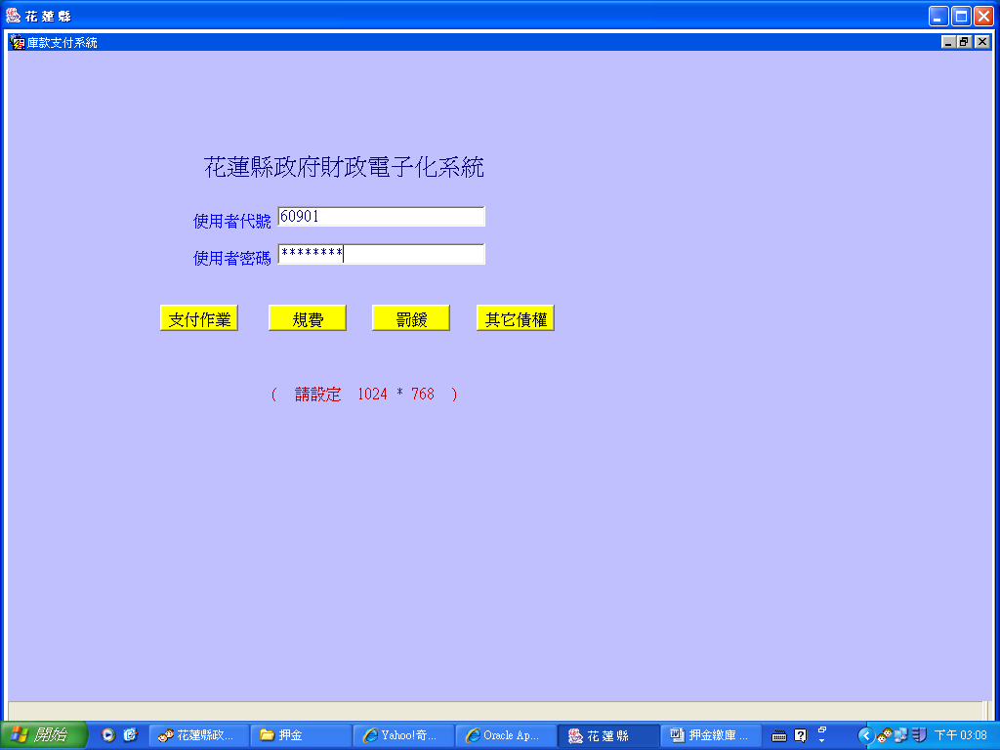 花蓮縣
庫款支付系統
花蓮縣政府財政電子化系統
使用者代號 60901
使用者密碼 ********
支付作業 規費 罰鍰 其它債權
( 請設定 1024 * 768 )
開始 花蓮縣政... 押金 Yahoo!奇... Oracle Ap... 花蓮縣 押金繳庫... 下午 03:08